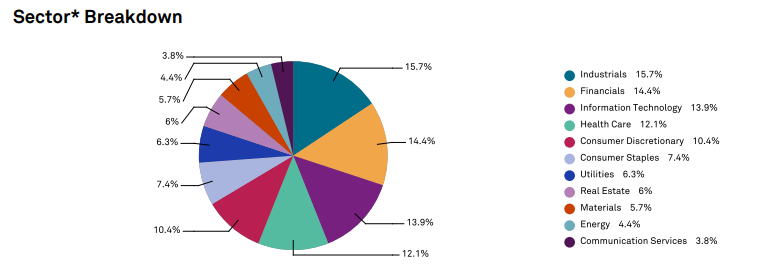 Sector* Breakdown
3.8%
4.4%
5.7%
6%
6.3%
7.4%
10.4%
15.7%
14.4%
13.9%
12.1%
Industrials 15.7%
Financials 14.4%
Information Technology 13.9%
Health Care 12.1%
Consumer Discretionary 10.4%
Consumer Staples 7.4%
Utilities 6.3%
Real Estate 6%
Materials 5.7%
Energy 4.4%
Communication Services 3.8%